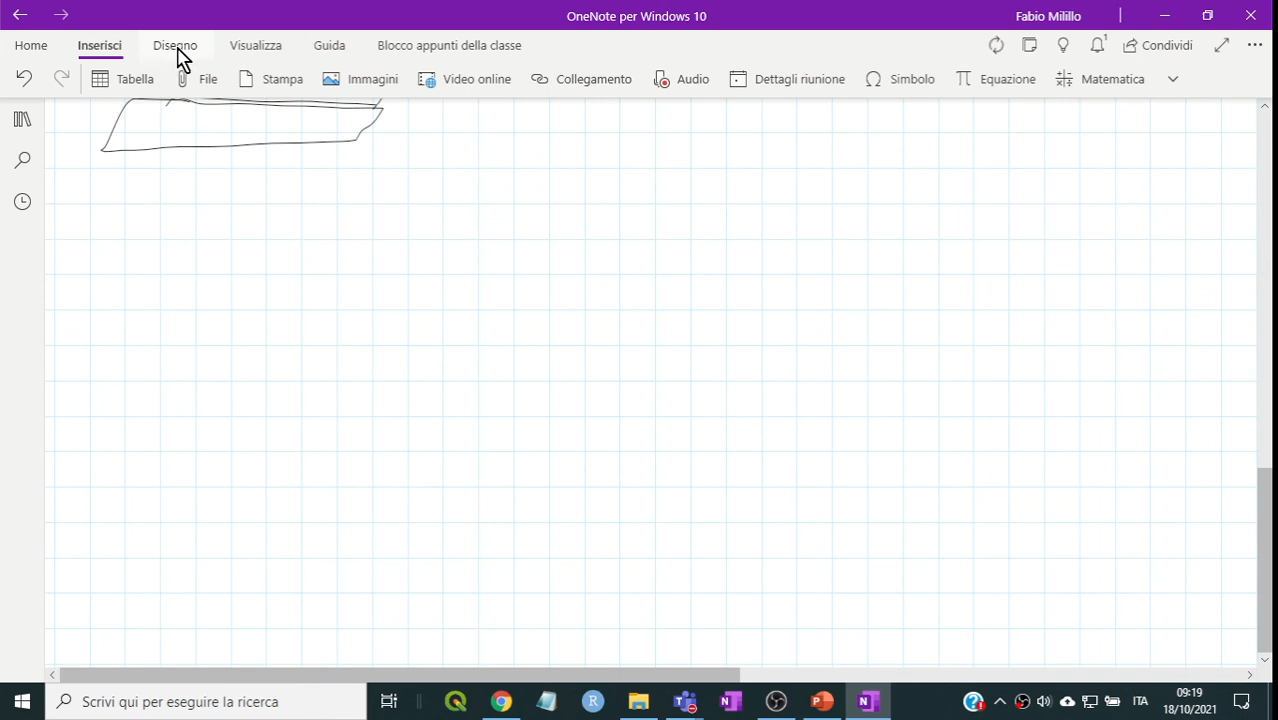 OneNote per Windows 10
Fabio Milillo
Home Inserisci Disegno Visualizza Guida Blocco appunti della classe
1 Condividi
Tabella File Stampa Immagini Video online Collegamento Audio Dettagli riunione Simbolo Equazione Matematica
Scrivi qui per eseguire la ricerca
ITA
09:19
18/10/2021